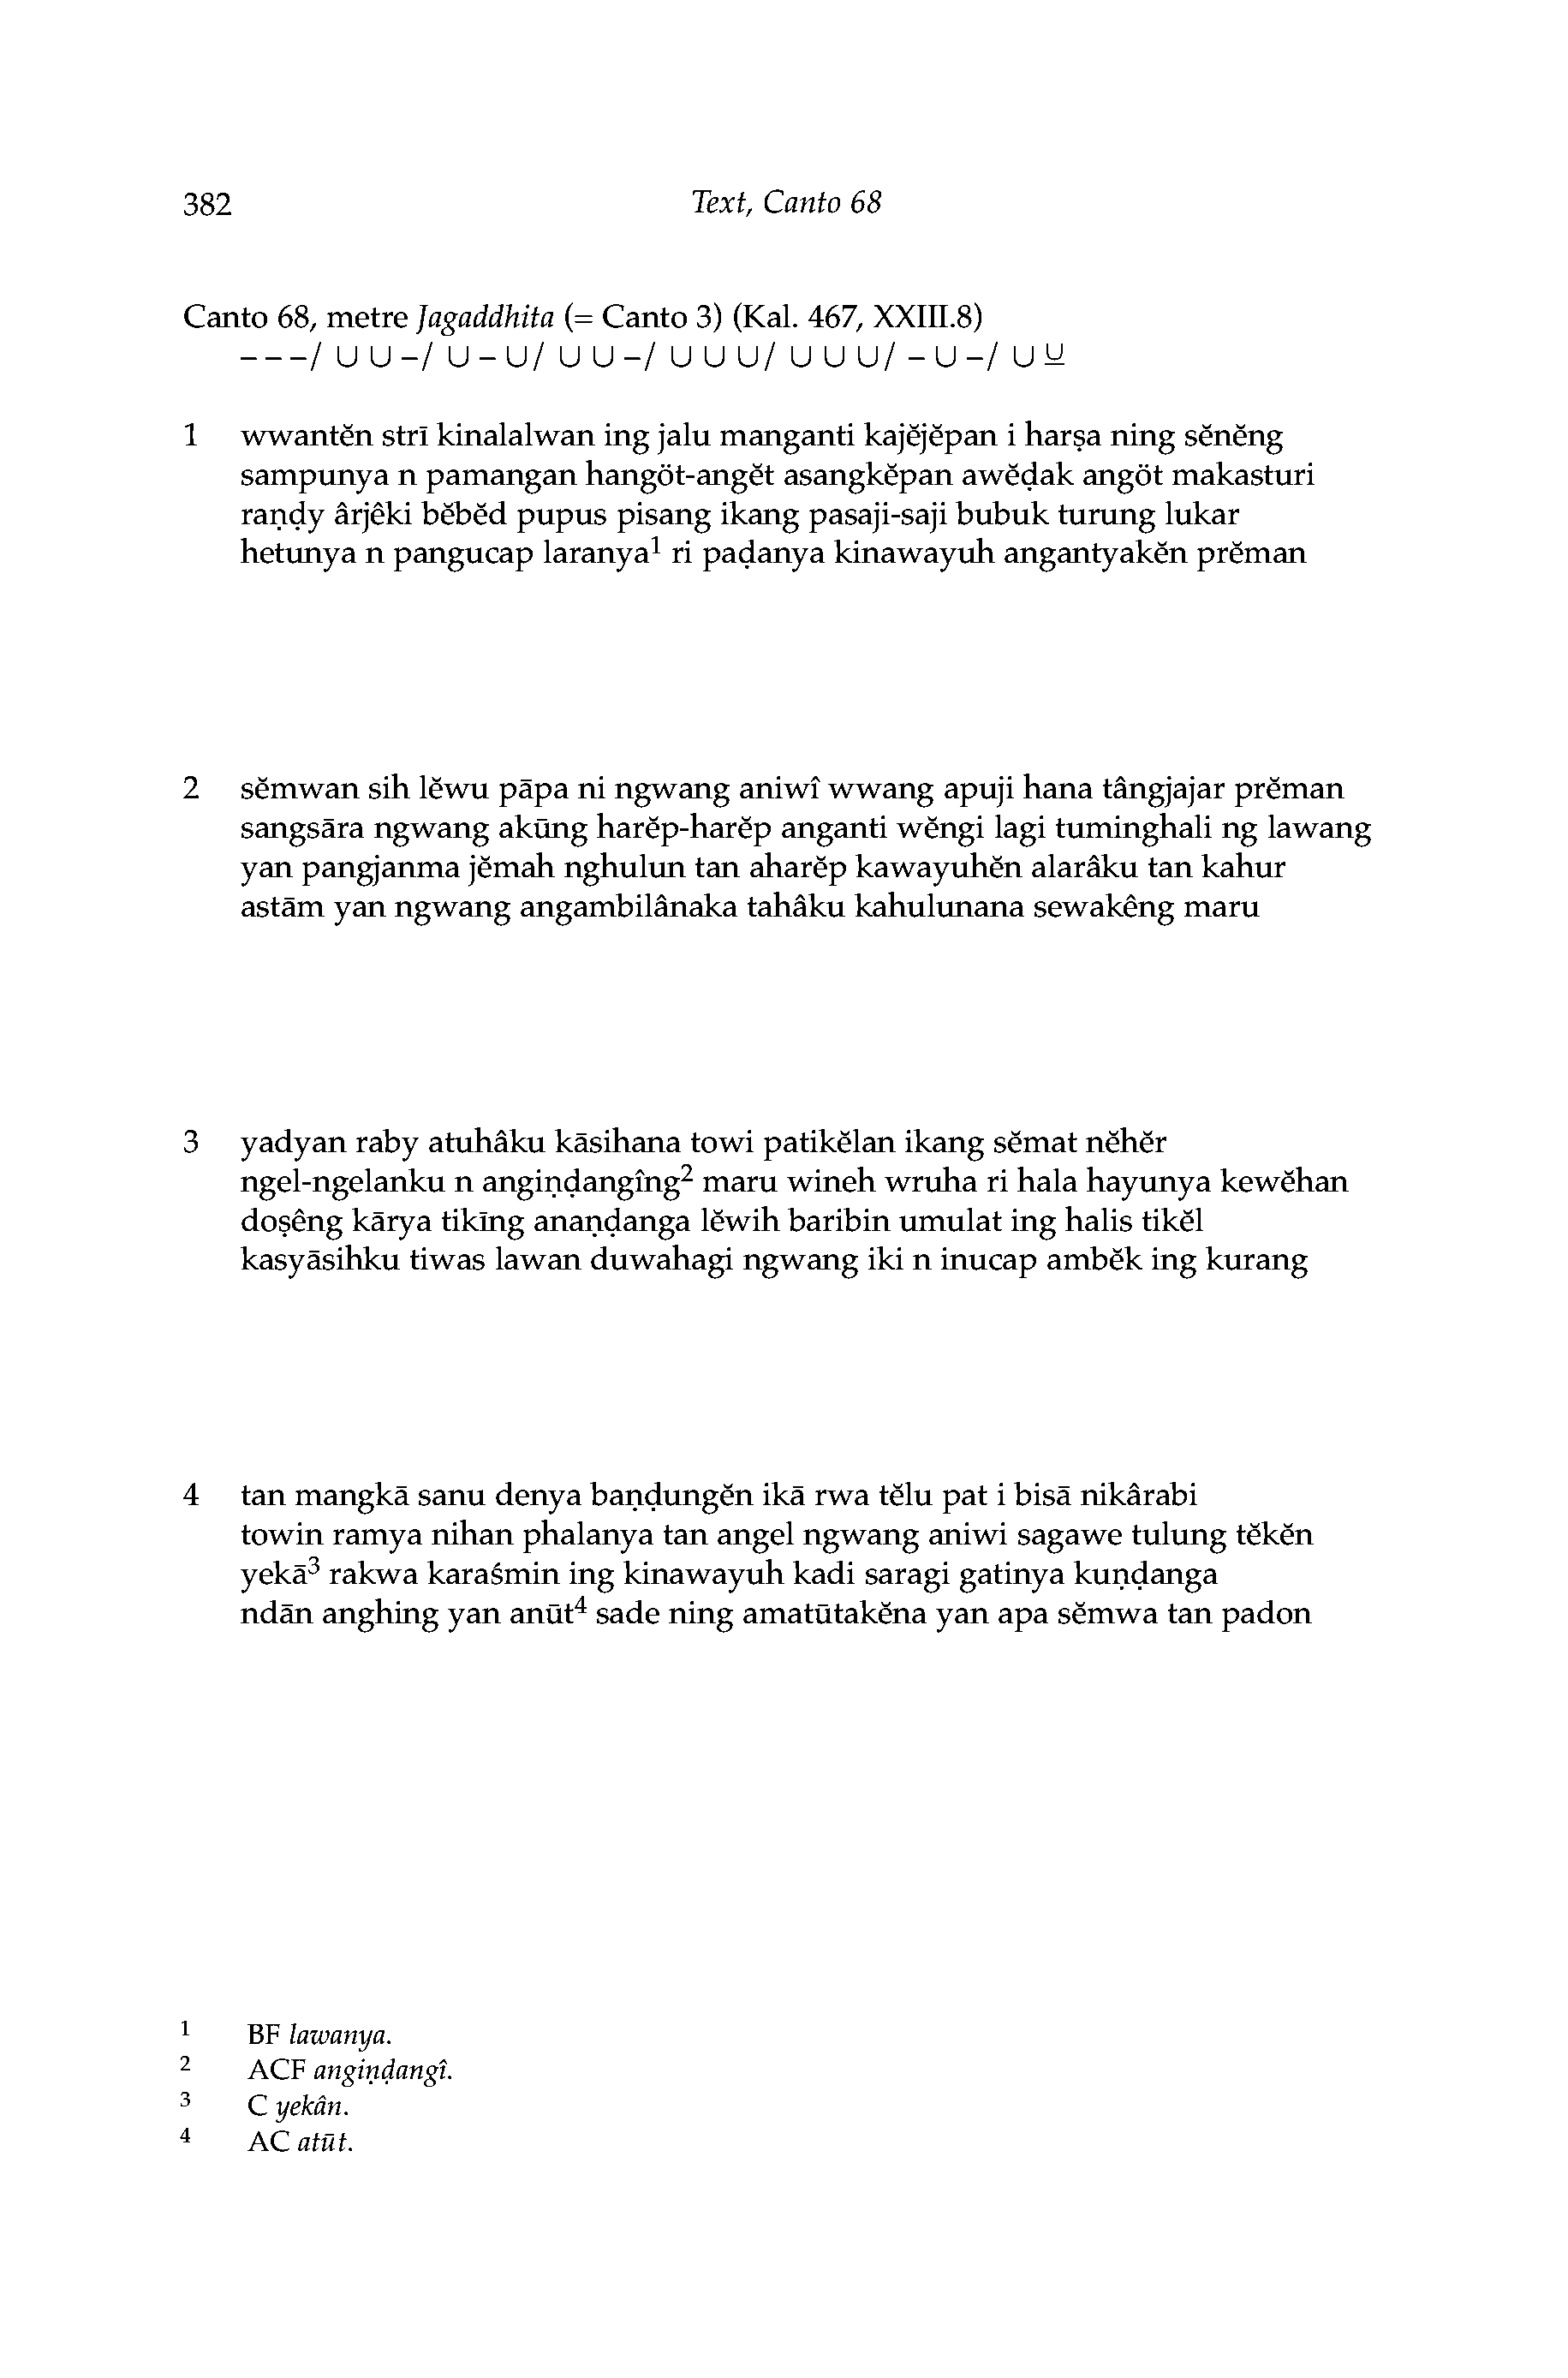 382 Text, Canto 68
Canto 68, metre Jagaddhita (= Canto 3) (Kal. 467, XXIII.8)
– – –/ ∪ ∪ –/ ∪ – ∪/ ∪ ∪ –/ ∪ ∪ ∪/ ∪ ∪ ∪/ – ∪ –/ ∪ ∪̲
1 wwantĕn strī kinalalwan ing jalu manganti kajĕjĕpan i harṣa ning sĕnĕng
sampunya n pamangan hangöt-angĕt asangkĕpan awĕḍak angöt makasturi
raṇḍy ârjêki bĕbĕd pupus pisang ikang pasaji-saji bubuk turung lukar
hetunya n pangucap laranya¹ ri paḍanya kinawayuh angantyakĕn prĕman
2 sĕmwan sih lĕwu pāpa ni ngwang aniwî wwang apuji hana tângjajar prĕman
sangsāra ngwang akūng harĕp-harĕp anganti wĕngi lagi tuminghali ng lawang
yan pangjanma jĕmah nghulun tan aharĕp kawayuhĕn alarâku tan kahur
astām yan ngwang angambilânaka tahâku kahulunana sewakêng maru
3 yadyan raby atuhâku kāsihana towi patikĕlan ikang sĕmat nĕhĕr
ngel-ngelanku n angiṇḍangîng² maru wineh wruha ri hala hayunya kewĕhan
doṣêng kārya tikīng anaṇḍanga lĕwih baribin umulat ing halis tikĕl
kasyāsihku tiwas lawan duwahagi ngwang iki n inucap ambĕk ing kurang
4 tan mangkā sanu denya baṇḍungĕn ikā rwa tĕlu pat i bisā nikârabi
towin ramya nihan phalanya tan angel ngwang aniwi sagawe tulung tĕkĕn
yekā³ rakwa karaśmin ing kinawayuh kadi saragi gatinya kuṇḍanga
ndān anghing yan anūt⁴ sade ning amatūtakĕna yan apa sĕmwa tan padon
1 BF lawanya.
2 ACF angiṇḍangî.
3 C yekân.
4 AC atūt.